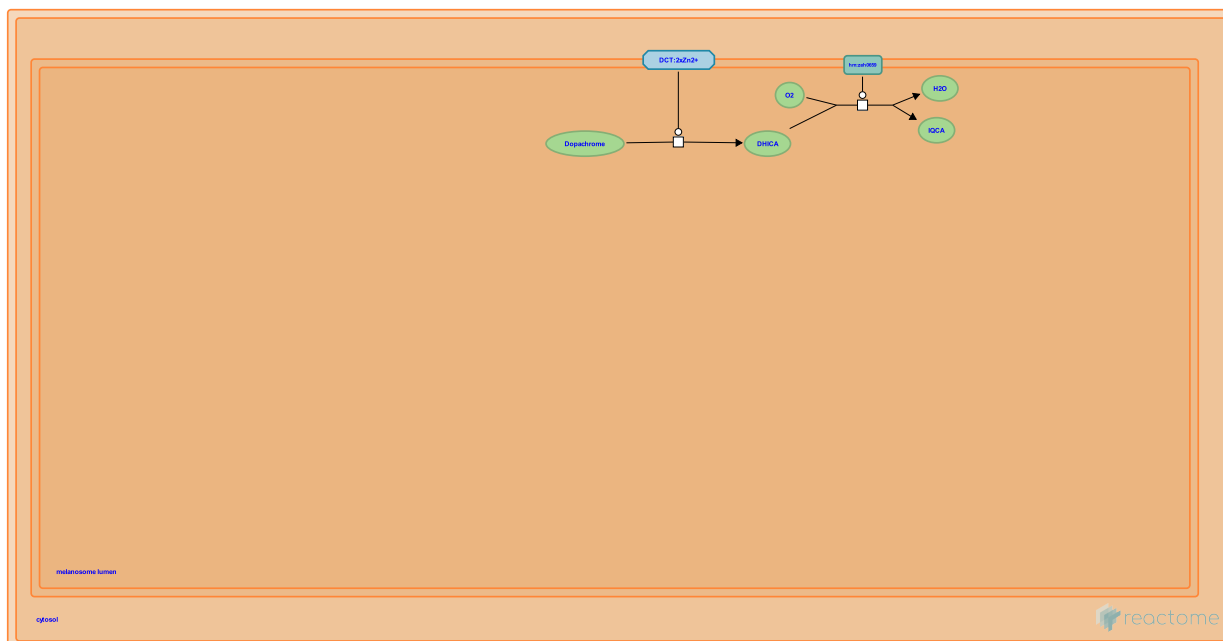 DCT:2xZn2+
O2
H2O
IQCA
Dopachrome
DHICA
melanosome lumen
cytosol
reactome